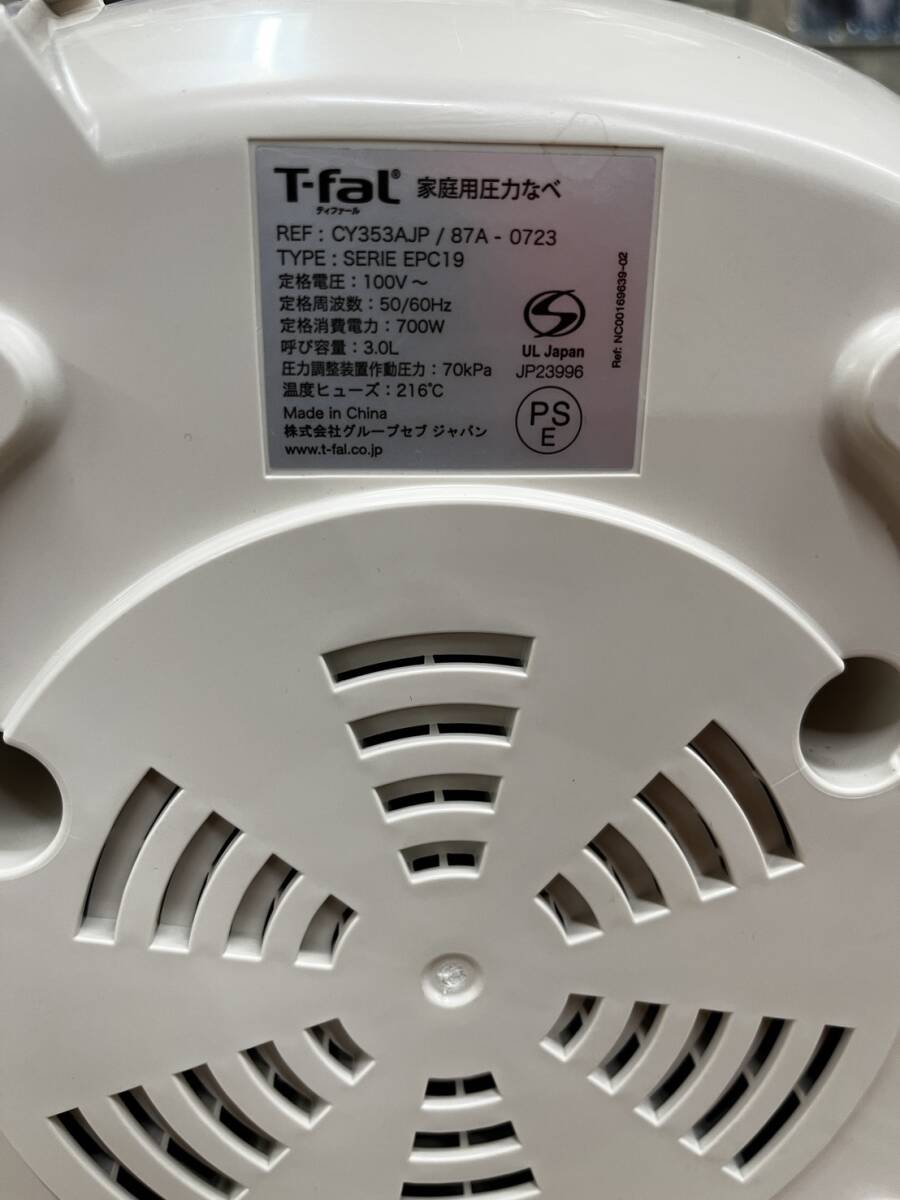 T-fal® 家庭用圧力なべ
ティファール
REF : CY353AJP / 87A - 0723
TYPE : SERIE EPC19
定格電圧 : 100V ~
定格周波数 : 50/60Hz
定格消費電力 : 700W
呼び容量 : 3.0L
圧力調整装置作動圧力 : 70kPa
温度ヒューズ : 216℃
Made in China
株式会社グループセブ ジャパン
www.t-fal.co.jp
S
UL Japan
JP23996
PS
E
Ref: NC00169639-02